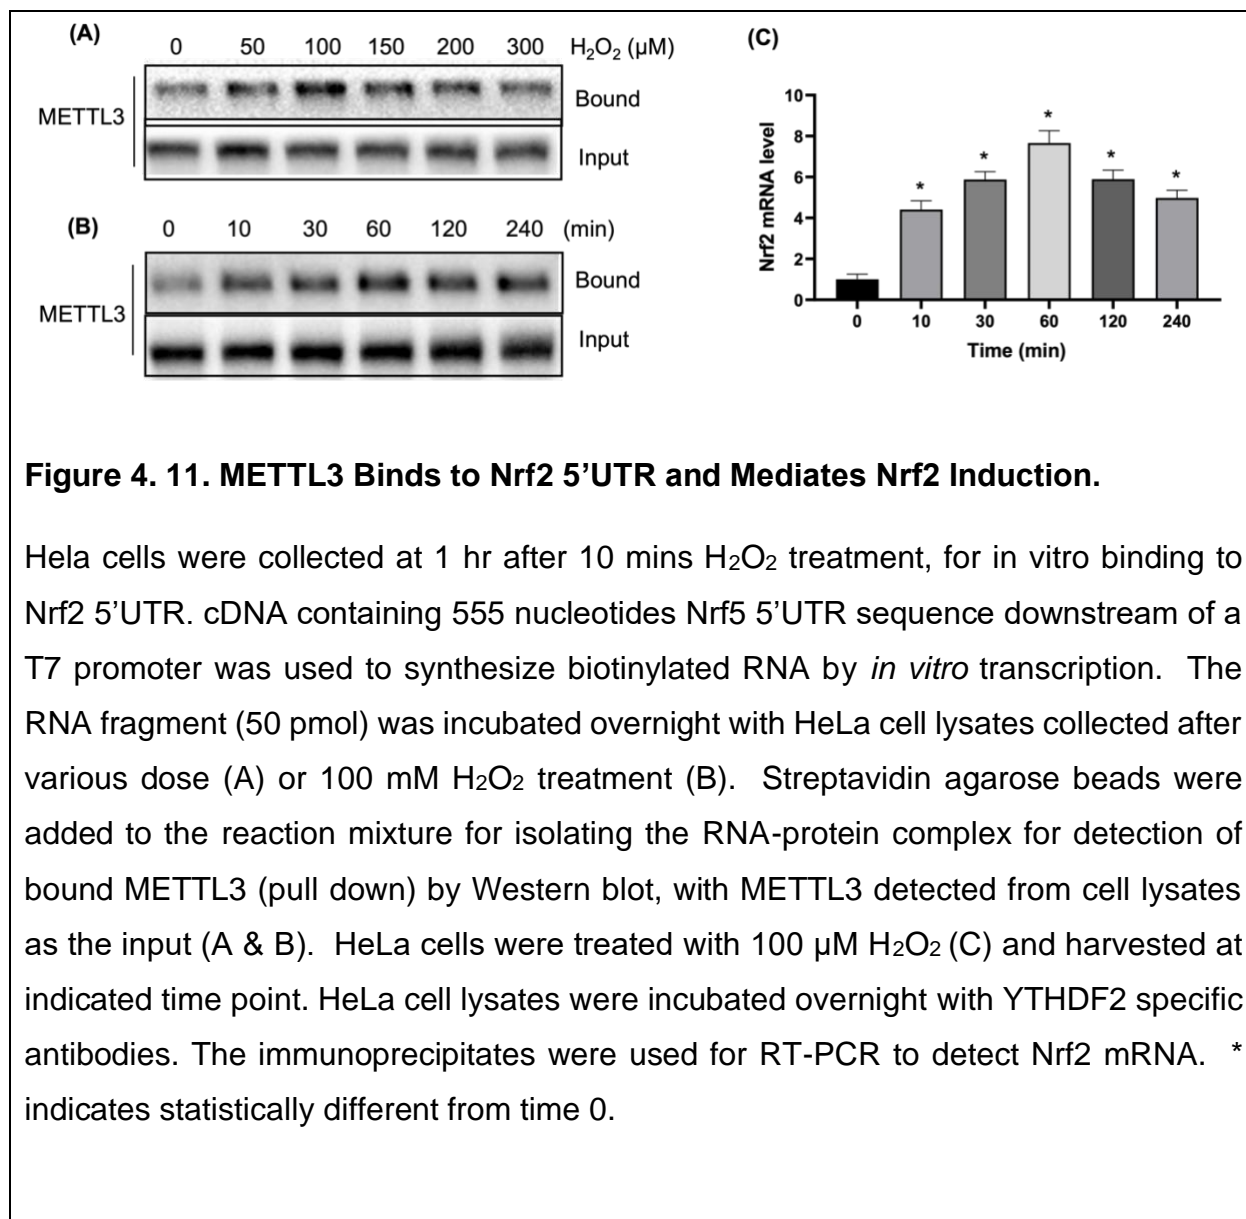 (A)
0 50 100 150 200 300 H₂O₂ (μM)
METTL3
Bound
Input
(B)
0 10 30 60 120 240 (min)
METTL3
Bound
Input
(C)
Nrf2 mRNA level
10
8
6
4
2
0
* * * * *
0 10 30 60 120 240
Time (min)
Figure 4. 11. METTL3 Binds to Nrf2 5’UTR and Mediates Nrf2 Induction.
Hela cells were collected at 1 hr after 10 mins H₂O₂ treatment, for in vitro binding to
Nrf2 5’UTR. cDNA containing 555 nucleotides Nrf5 5’UTR sequence downstream of a
T7 promoter was used to synthesize biotinylated RNA by in vitro transcription. The
RNA fragment (50 pmol) was incubated overnight with HeLa cell lysates collected after
various dose (A) or 100 mM H₂O₂ treatment (B). Streptavidin agarose beads were
added to the reaction mixture for isolating the RNA-protein complex for detection of
bound METTL3 (pull down) by Western blot, with METTL3 detected from cell lysates
as the input (A & B). HeLa cells were treated with 100 μM H₂O₂ (C) and harvested at
indicated time point. HeLa cell lysates were incubated overnight with YTHDF2 specific
antibodies. The immunoprecipitates were used for RT-PCR to detect Nrf2 mRNA. *
indicates statistically different from time 0.